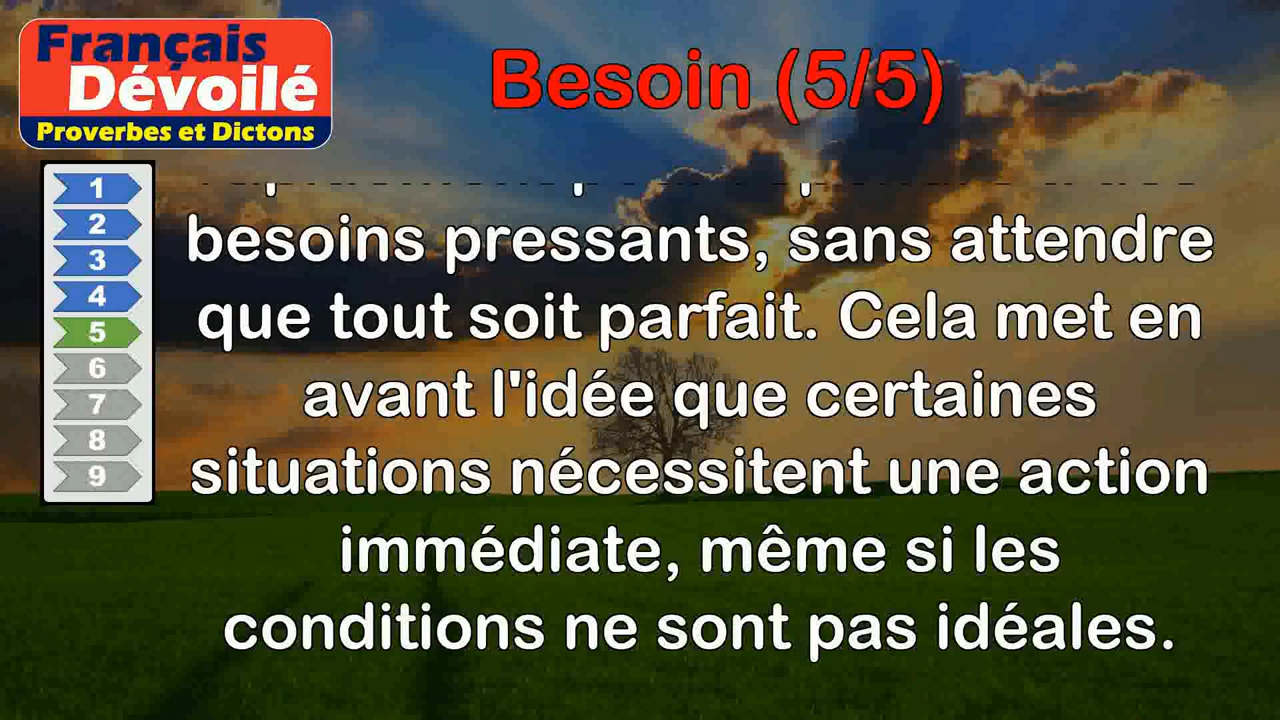 Français
Dévoilé
Proverbes et Dictons
Besoin (5/5)
1
2
3
4
5
6
7
8
9
besoins pressants, sans attendre
que tout soit parfait. Cela met en
avant l'idée que certaines
situations nécessitent une action
immédiate, même si les
conditions ne sont pas idéales.